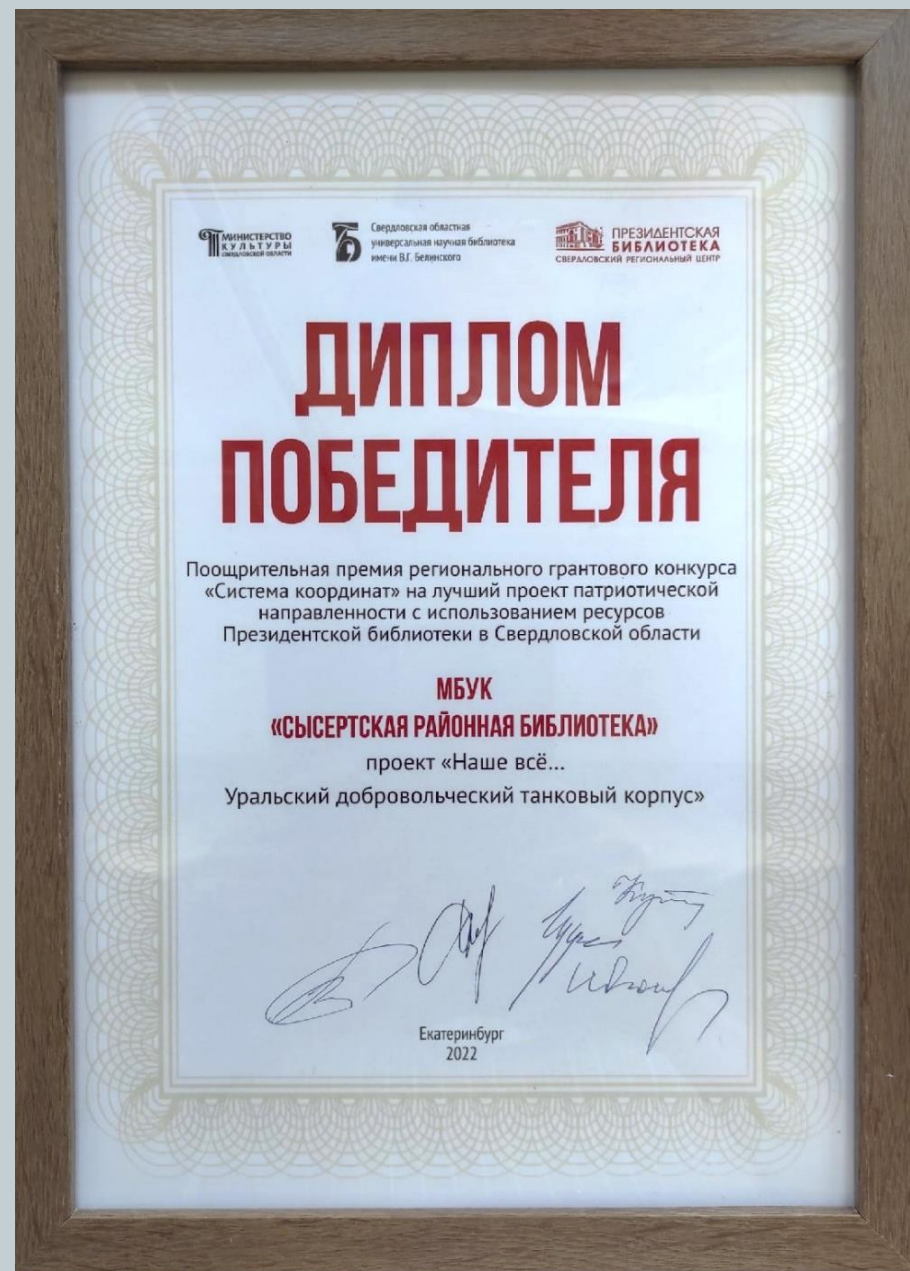 МИНИСТЕРСТВО
КУЛЬТУРЫ
СВЕРДЛОВСКОЙ ОБЛАСТИ
Свердловская областная
универсальная научная библиотека
имени В.Г. Белинского
ПРЕЗИДЕНТСКАЯ
БИБЛИОТЕКА
СВЕРДЛОВСКИЙ РЕГИОНАЛЬНЫЙ ЦЕНТР
ДИПЛОМ
ПОБЕДИТЕЛЯ
Поощрительная премия регионального грантового конкурса
«Система координат» на лучший проект патриотической
направленности с использованием ресурсов
Президентской библиотеки в Свердловской области
МБУК
«СЫСЕРТСКАЯ РАЙОННАЯ БИБЛИОТЕКА»
проект «Наше всё...
Уральский добровольческий танковый корпус»
Екатеринбург
2022